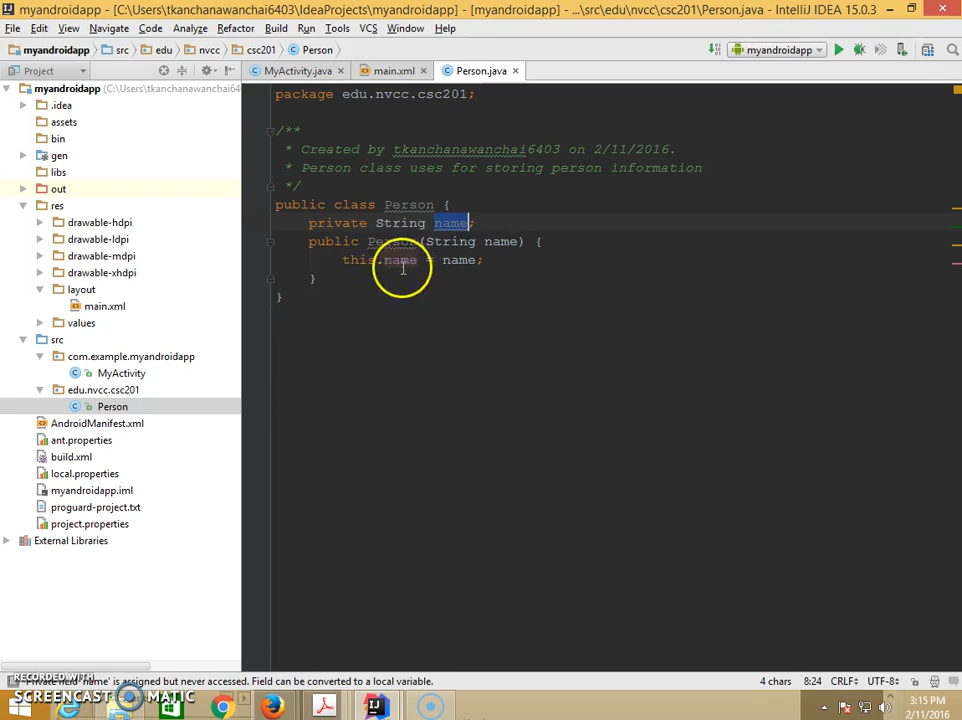 myandroidapp - [C:\Users\tkanchanawanchai6403\IdeaProjects\myandroidapp] - [myandroidapp] - ...\src\edu\nvcc\csc201\Person.java - IntelliJ IDEA 15.0.3
File Edit View Navigate Code Analyze Refactor Build Run Tools VCS Window Help
myandroidapp src edu nvcc csc201 Person myandroidapp
Project MyActivity.java main.xml Person.java
myandroidapp (C:\Users\tkanchanawanchai64
.idea
assets
bin
gen
libs
out
res
drawable-hdpi
drawable-ldpi
drawable-mdpi
drawable-xhdpi
layout
main.xml
values
src
com.example.myandroidapp
MyActivity
edu.nvcc.csc201
Person
AndroidManifest.xml
ant.properties
build.xml
local.properties
myandroidapp.iml
proguard-project.txt
project.properties
External Libraries
package edu.nvcc.csc201;
/**
* Created by tkanchanawanchai6403 on 2/11/2016.
* Person class uses for storing person information
*/
public class Person {
private String name;
public Person(String name) {
this.name = name;
}
}
Private field 'name' is assigned but never accessed. Field can be converted to a local variable. 4 chars 8:24 CRLF UTF-8
RECORDED WITH
SCREENCAST MATIC
3:15 PM
2/11/2016